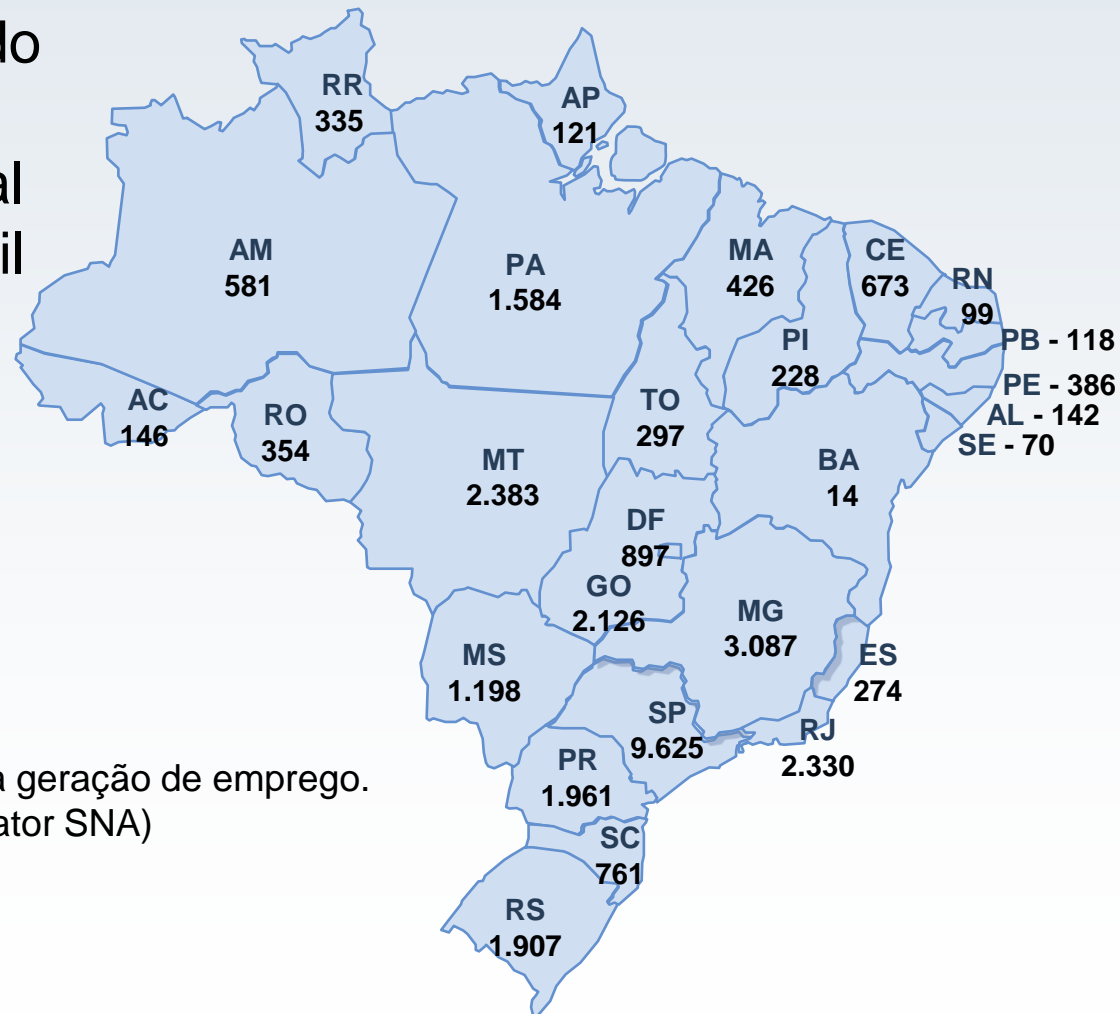 do
al
il
RR
335
AP
121
AM
581
PA
1.584
MA
426
CE
673
RN
99
PB - 118
PI
228
PE - 386
AL - 142
SE - 70
AC
146
RO
354
TO
297
MT
2.383
BA
14
DF
897
GO
2.126
MG
3.087
ES
274
MS
1.198
SP
9.625
RJ
2.330
PR
1.961
a geração de emprego.
ator SNA)
SC
761
RS
1.907